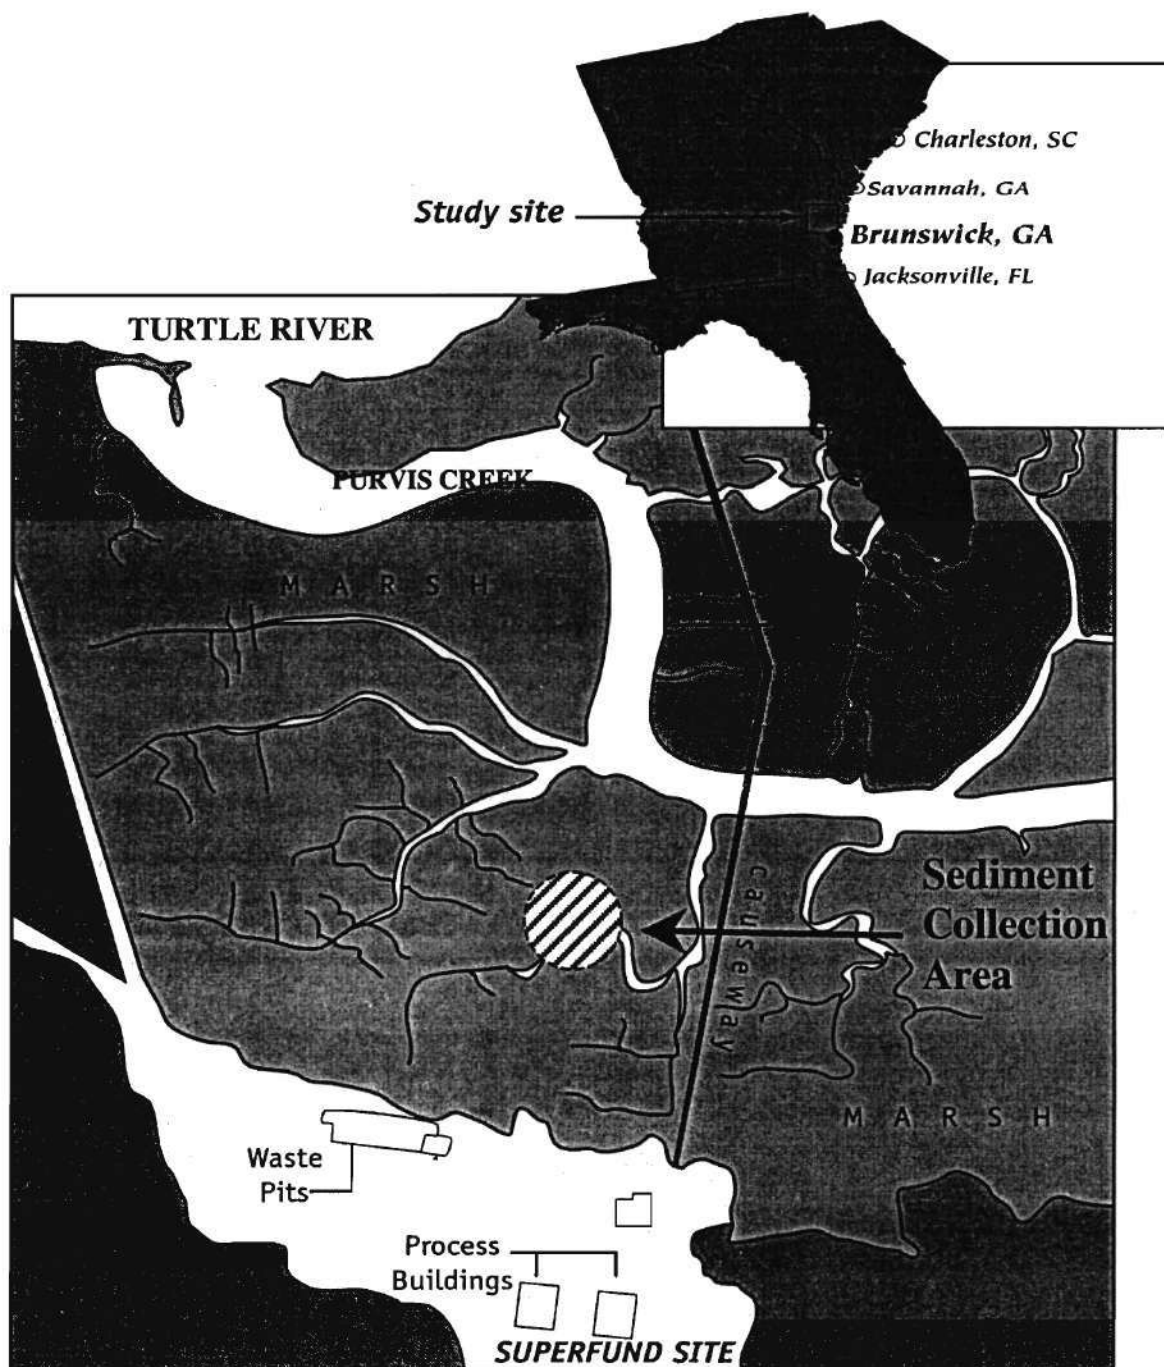 Charleston, SC
Savannah, GA
Study site
Brunswick, GA
Jacksonville, FL
TURTLE RIVER
PURVIS CREEK
MARSH
Sediment
Collection
Area
causeway
MARSH
Waste
Pits
Process
Buildings
SUPERFUND SITE